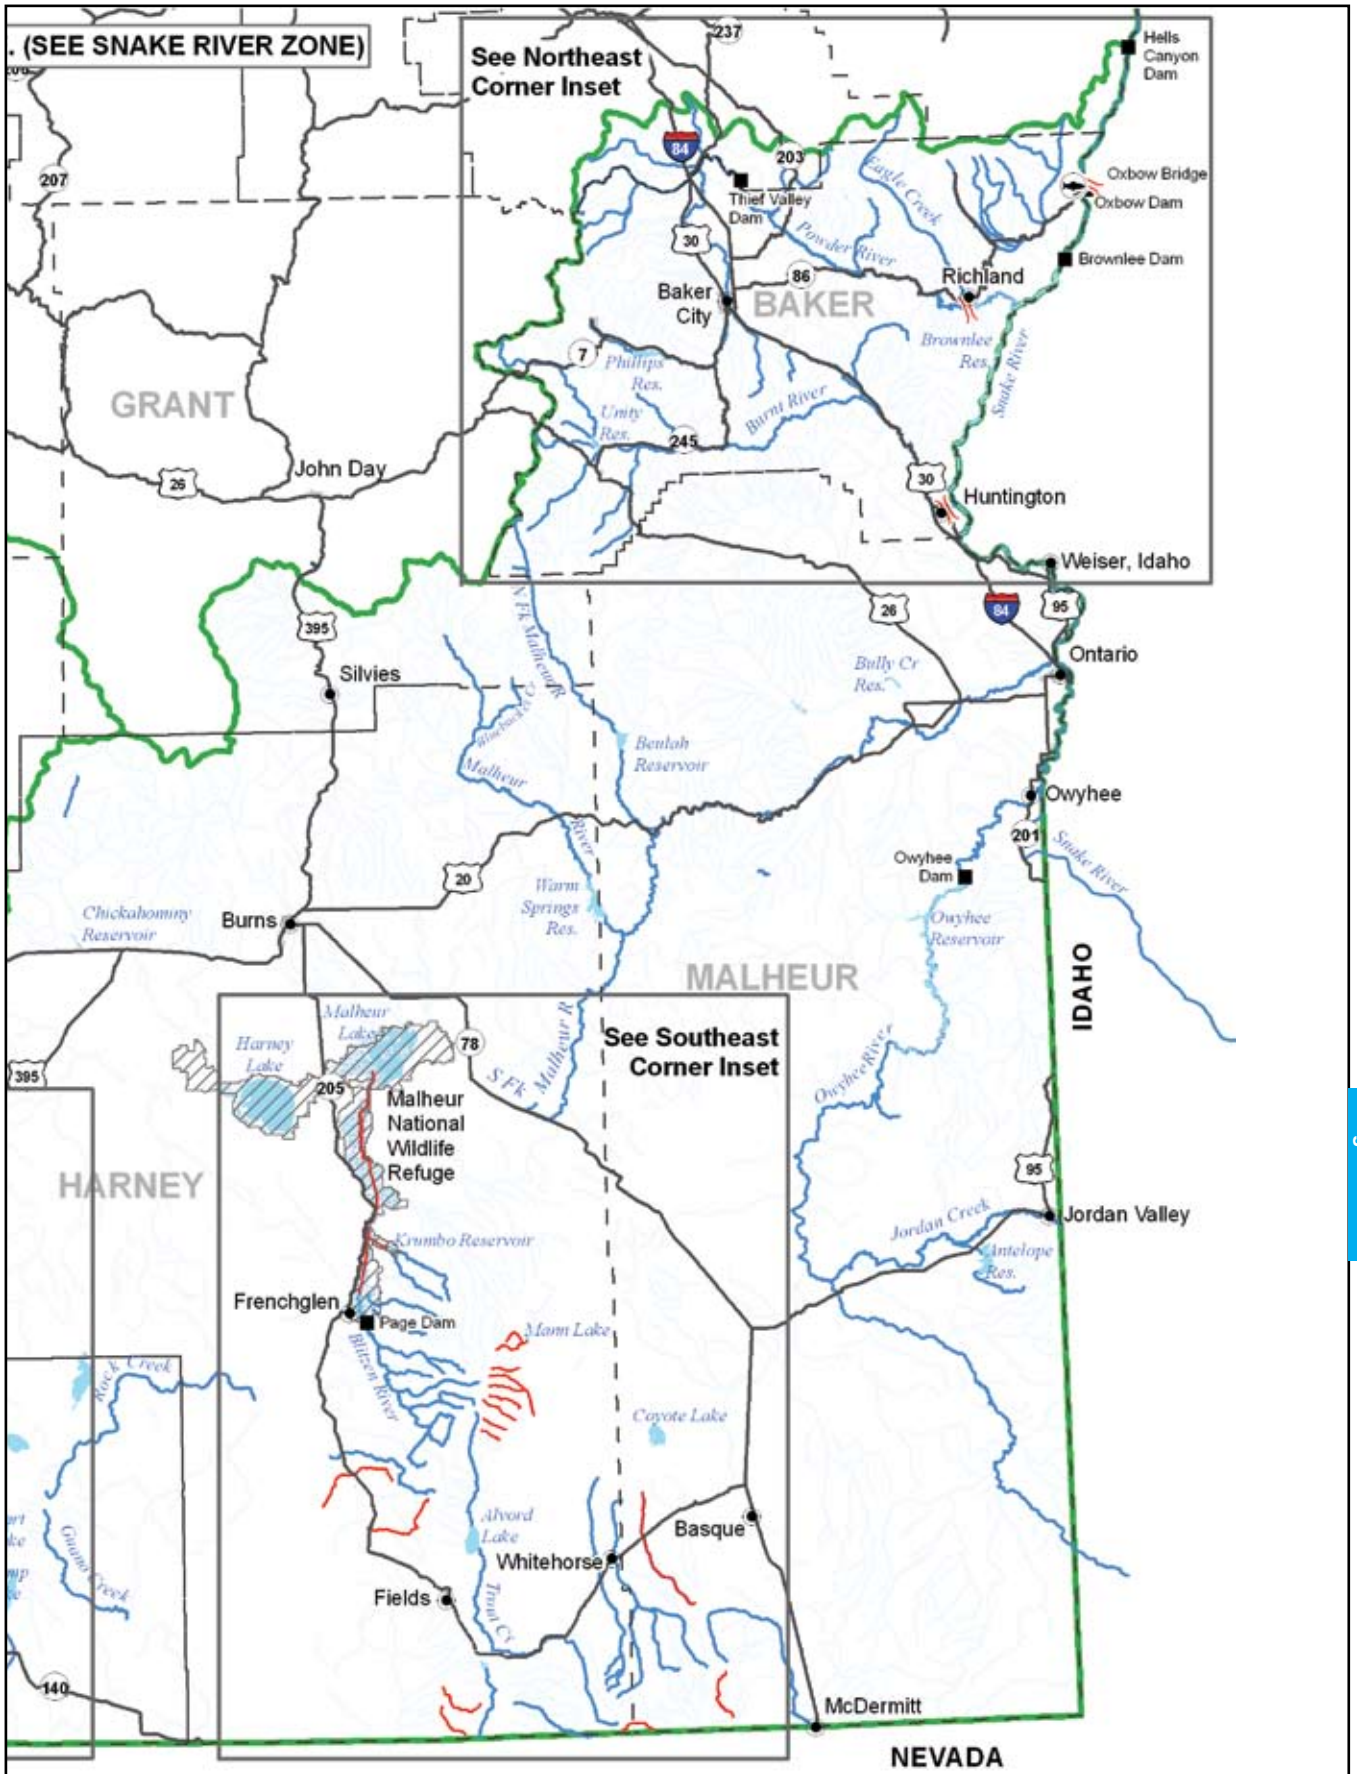 . (SEE SNAKE RIVER ZONE)
See Northeast
Corner Inset
237
Hells
Canyon
Dam
84
203
207
Thief Valley
Dam
Eagle Creek
Oxbow Bridge
Oxbow Dam
30
Powder River
Brownlee Dam
86
Richland
Baker
City
BAKER
Brownlee
Res.
Snake River
7
Phillips
Res.
GRANT
Unity
Res.
Burnt River
245
John Day
26
30
Huntington
Weiser, Idaho
N Fk Malheur R
26
84
95
395
Ontario
Silvies
Bully Cr
Res.
Bluebucket Cr
Malheur
River
Beulah
Reservoir
Owyhee
201
Snake River
Owyhee
Dam
20
Warm
Springs
Res.
Chickahominy
Reservoir
Burns
Owyhee
Reservoir
MALHEUR
IDAHO
Malheur
Lake
Harney
Lake
78
See Southeast
Corner Inset
S Fk Malheur R
Owyhee River
395
205
Malheur
National
Wildlife
Refuge
95
HARNEY
Jordan Creek
Jordan Valley
Krumbo Reservoir
Antelope
Res.
Frenchglen
Page Dam
Mann Lake
Blitzen River
Rock Creek
Coyote Lake
Alvord
Lake
Basque
Guano Creek
Whitehorse
Fields
Trout Cr
140
McDermitt
NEVADA